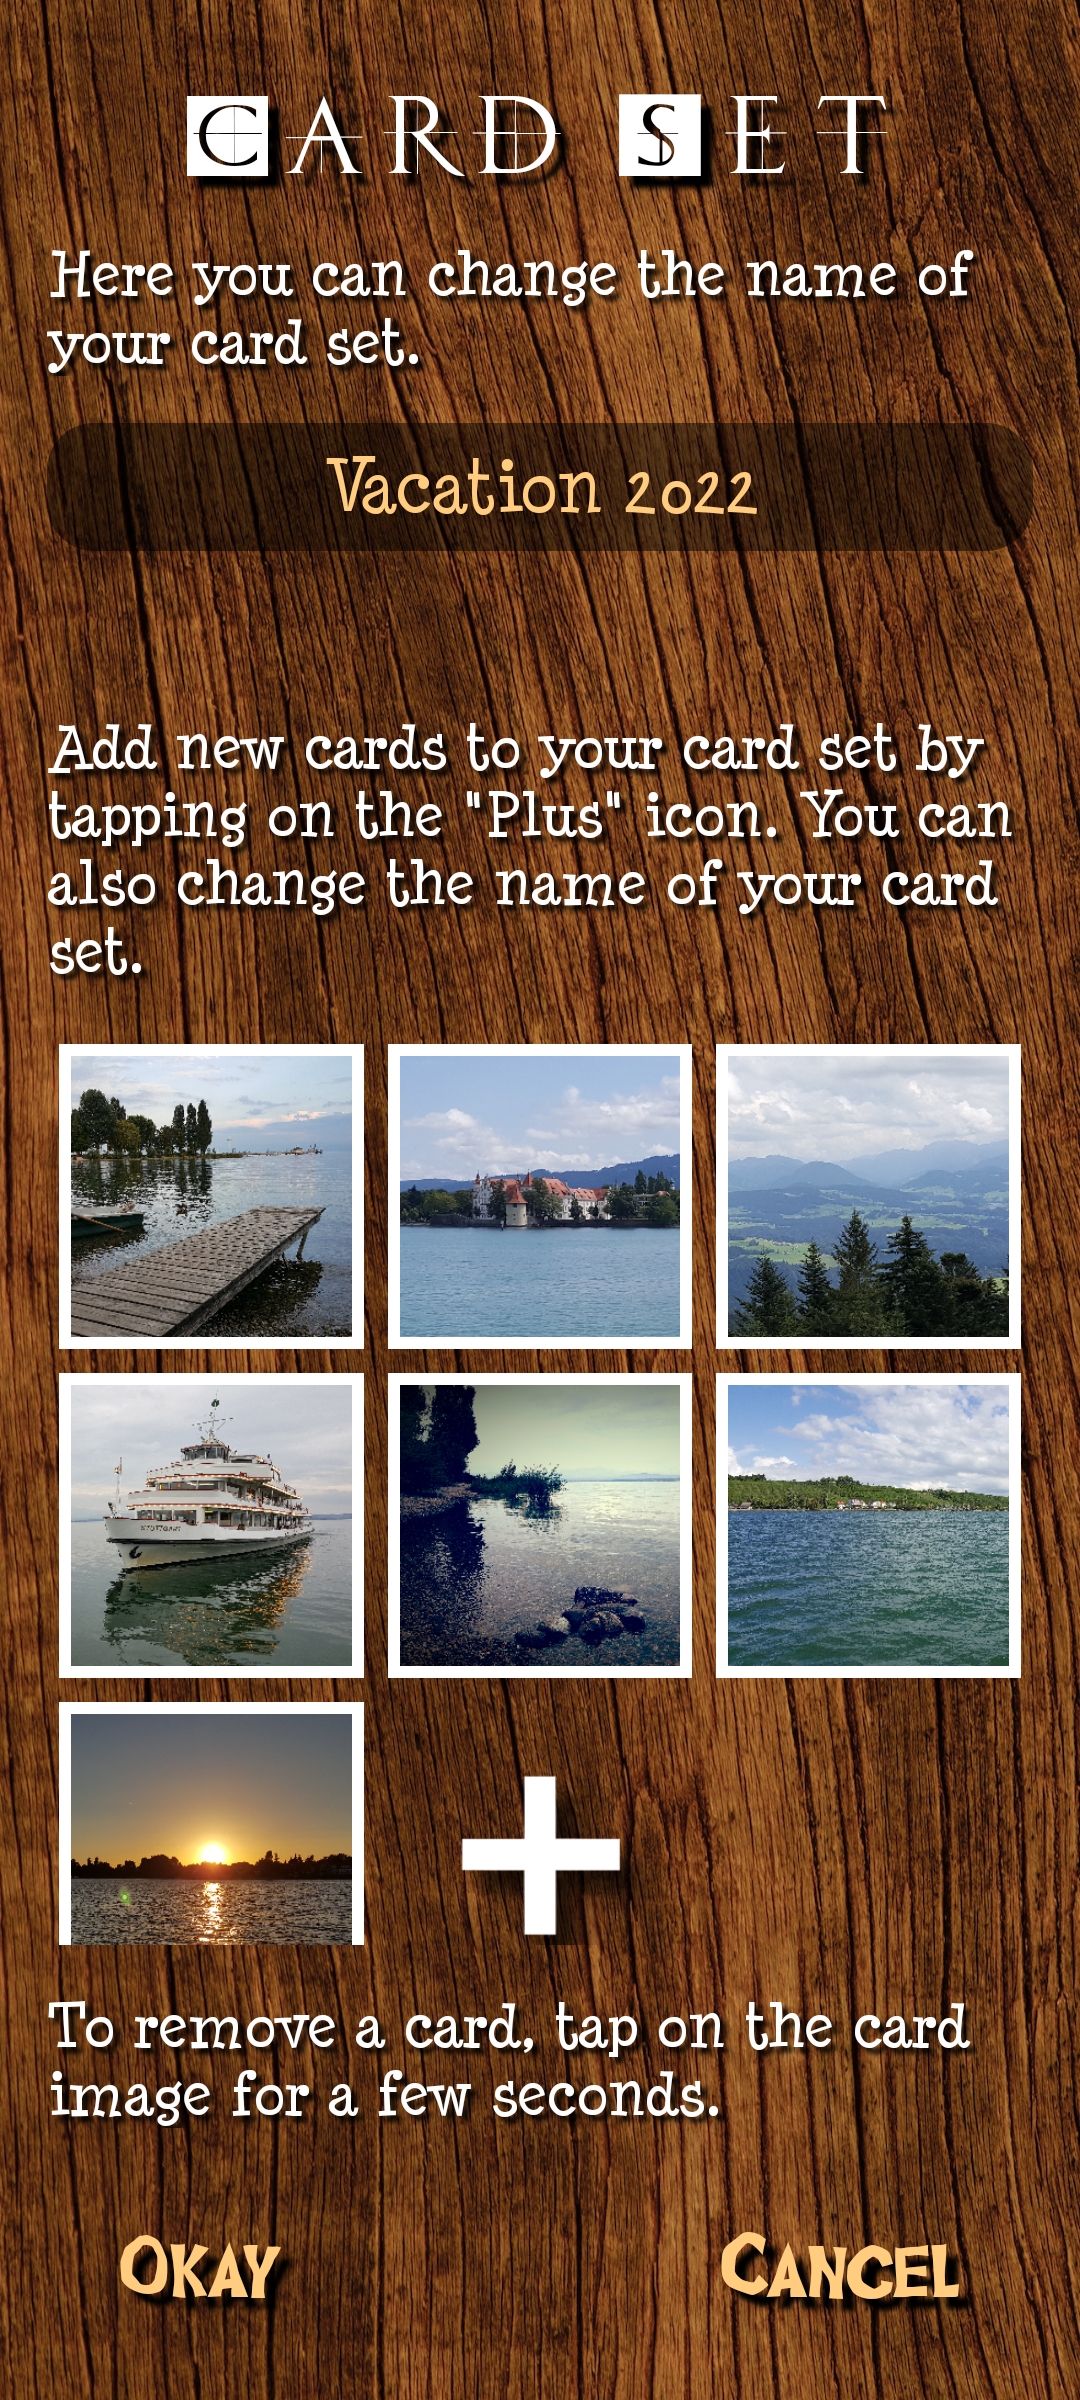 Card Set
Here you can change the name of
your card set.
Vacation 2022
Add new cards to your card set by
tapping on the "Plus" icon. You can
also change the name of your card
set.
STUTTGART
To remove a card, tap on the card
image for a few seconds.
Okay
Cancel